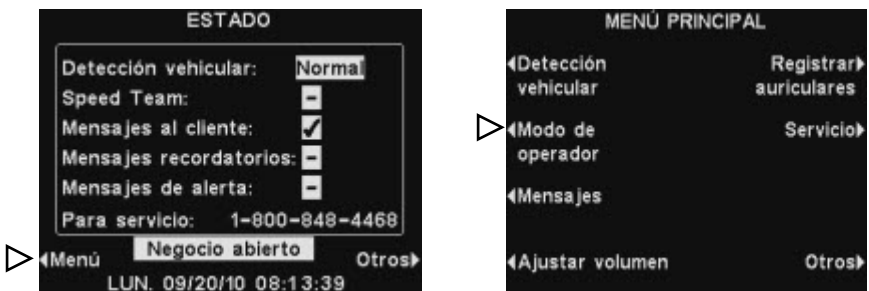 ESTADO
Detección vehicular: Normal
Speed Team: -
Mensajes al cliente: ✓
Mensajes recordatorios: -
Mensajes de alerta: -
Para servicio: 1-800-848-4468
Negocio abierto
Menú Otros
LUN. 09/20/10 08:13:39
MENÚ PRINCIPAL
Detección Registrar
vehicular auriculares
Modo de Servicio
operador
Mensajes
Ajustar volumen Otros